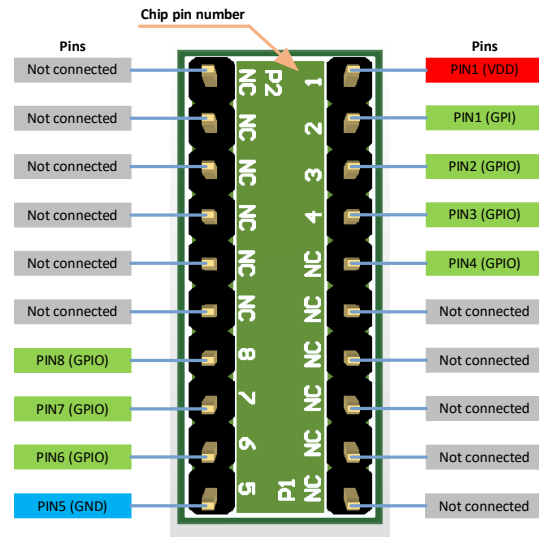 Chip pin number
Pins
Pins
Not connected
NC
P2
1
PIN1 (VDD)
Not connected
NC
2
PIN1 (GPI)
Not connected
NC
3
PIN2 (GPIO)
Not connected
NC
4
PIN3 (GPIO)
Not connected
NC
NC
PIN4 (GPIO)
Not connected
NC
NC
Not connected
PIN8 (GPIO)
8
NC
Not connected
PIN7 (GPIO)
7
NC
Not connected
PIN6 (GPIO)
6
NC
Not connected
PIN5 (GND)
5
P1
NC
Not connected